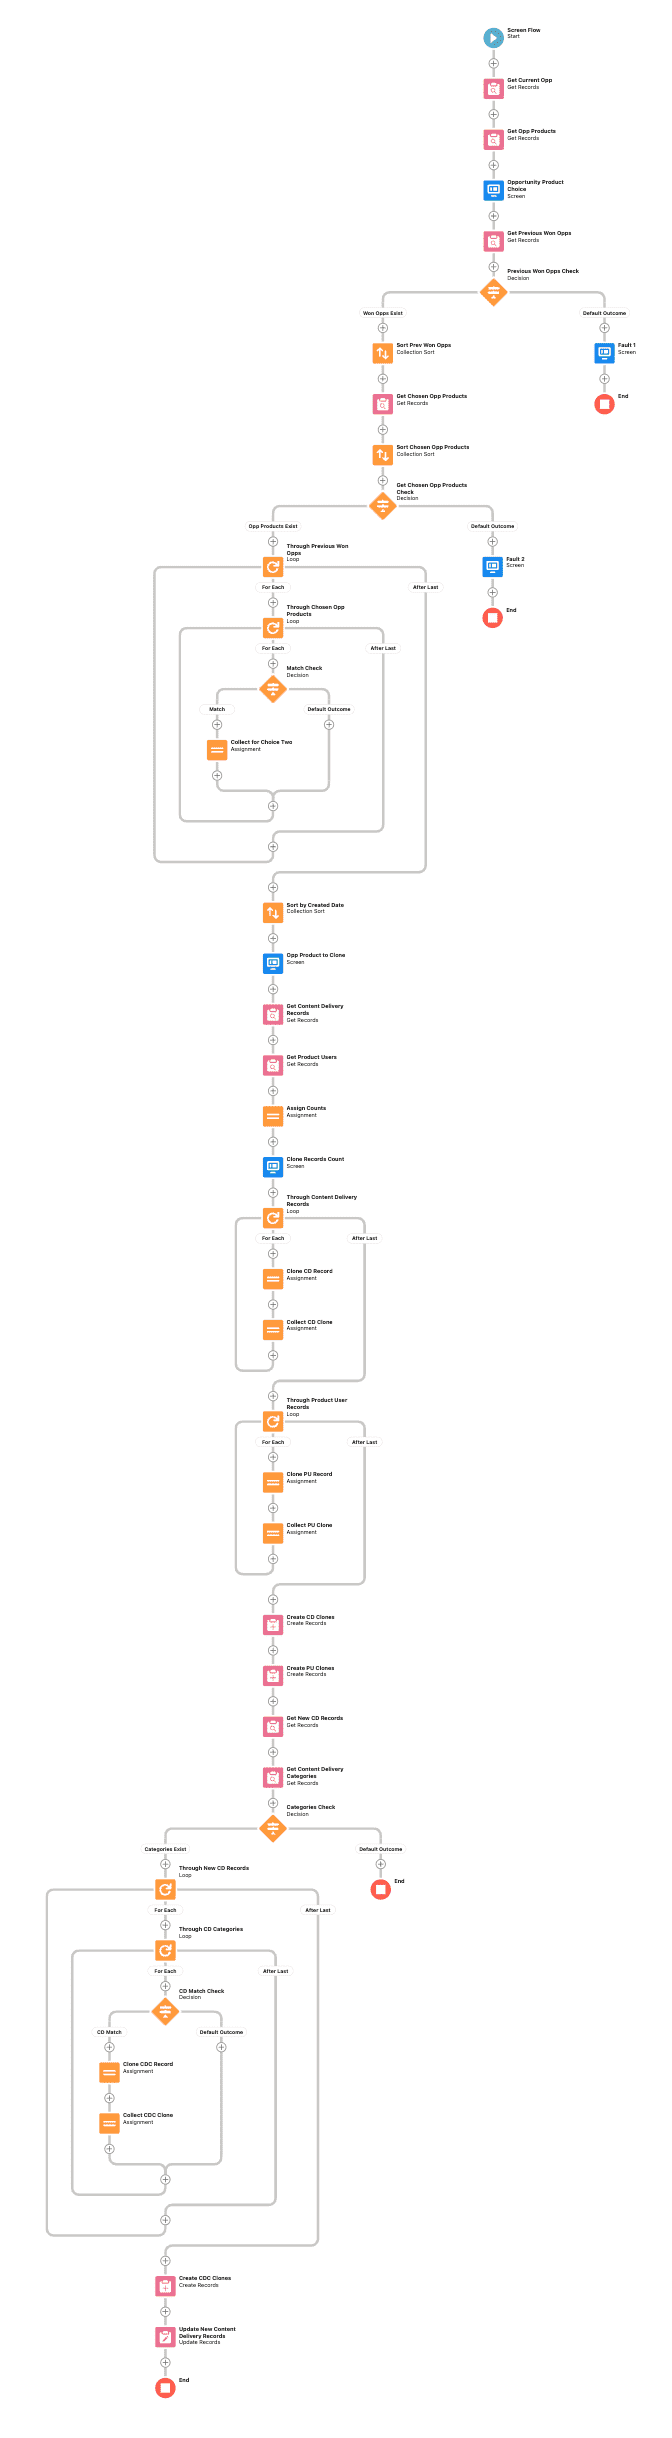 Screen Flow
Start
Get Current Opp
Get Records
Get Opp Products
Get Records
Opportunity Product
Choice
Screen
Get Previous Won Opps
Get Records
Previous Won Opps Check
Decision
Won Opps Exist
Default Outcome
Sort Prev Won Opps
Collection Sort
Fault 1
Screen
Get Chosen Opp Products
Get Records
End
Sort Chosen Opp Products
Collection Sort
Get Chosen Opp Products
Check
Decision
Opp Products Exist
Default Outcome
Through Previous Won
Opps
Loop
Fault 2
Screen
For Each
After Last
Through Chosen Opp
Products
Loop
End
For Each
After Last
Match Check
Decision
Match
Default Outcome
Collect for Choice Two
Assignment
Sort by Created Date
Collection Sort
Opp Product to Clone
Screen
Get Content Delivery
Records
Get Records
Get Product Users
Get Records
Assign Counts
Assignment
Clone Records Count
Screen
Through Content Delivery
Records
Loop
For Each
After Last
Clone CD Record
Assignment
Collect CD Clone
Assignment
Through Product User
Records
Loop
For Each
After Last
Clone PU Record
Assignment
Collect PU Clone
Assignment
Create CD Clones
Create Records
Create PU Clones
Create Records
Get New CD Records
Get Records
Get Content Delivery
Categories
Get Records
Categories Check
Decision
Categories Exist
Default Outcome
Through New CD Records
Loop
End
For Each
After Last
Through CD Categories
Loop
For Each
After Last
CD Match Check
Decision
CD Match
Default Outcome
Clone CDC Record
Assignment
Collect CDC Clone
Assignment
Create CDC Clones
Create Records
Update New Content
Delivery Records
Update Records
End